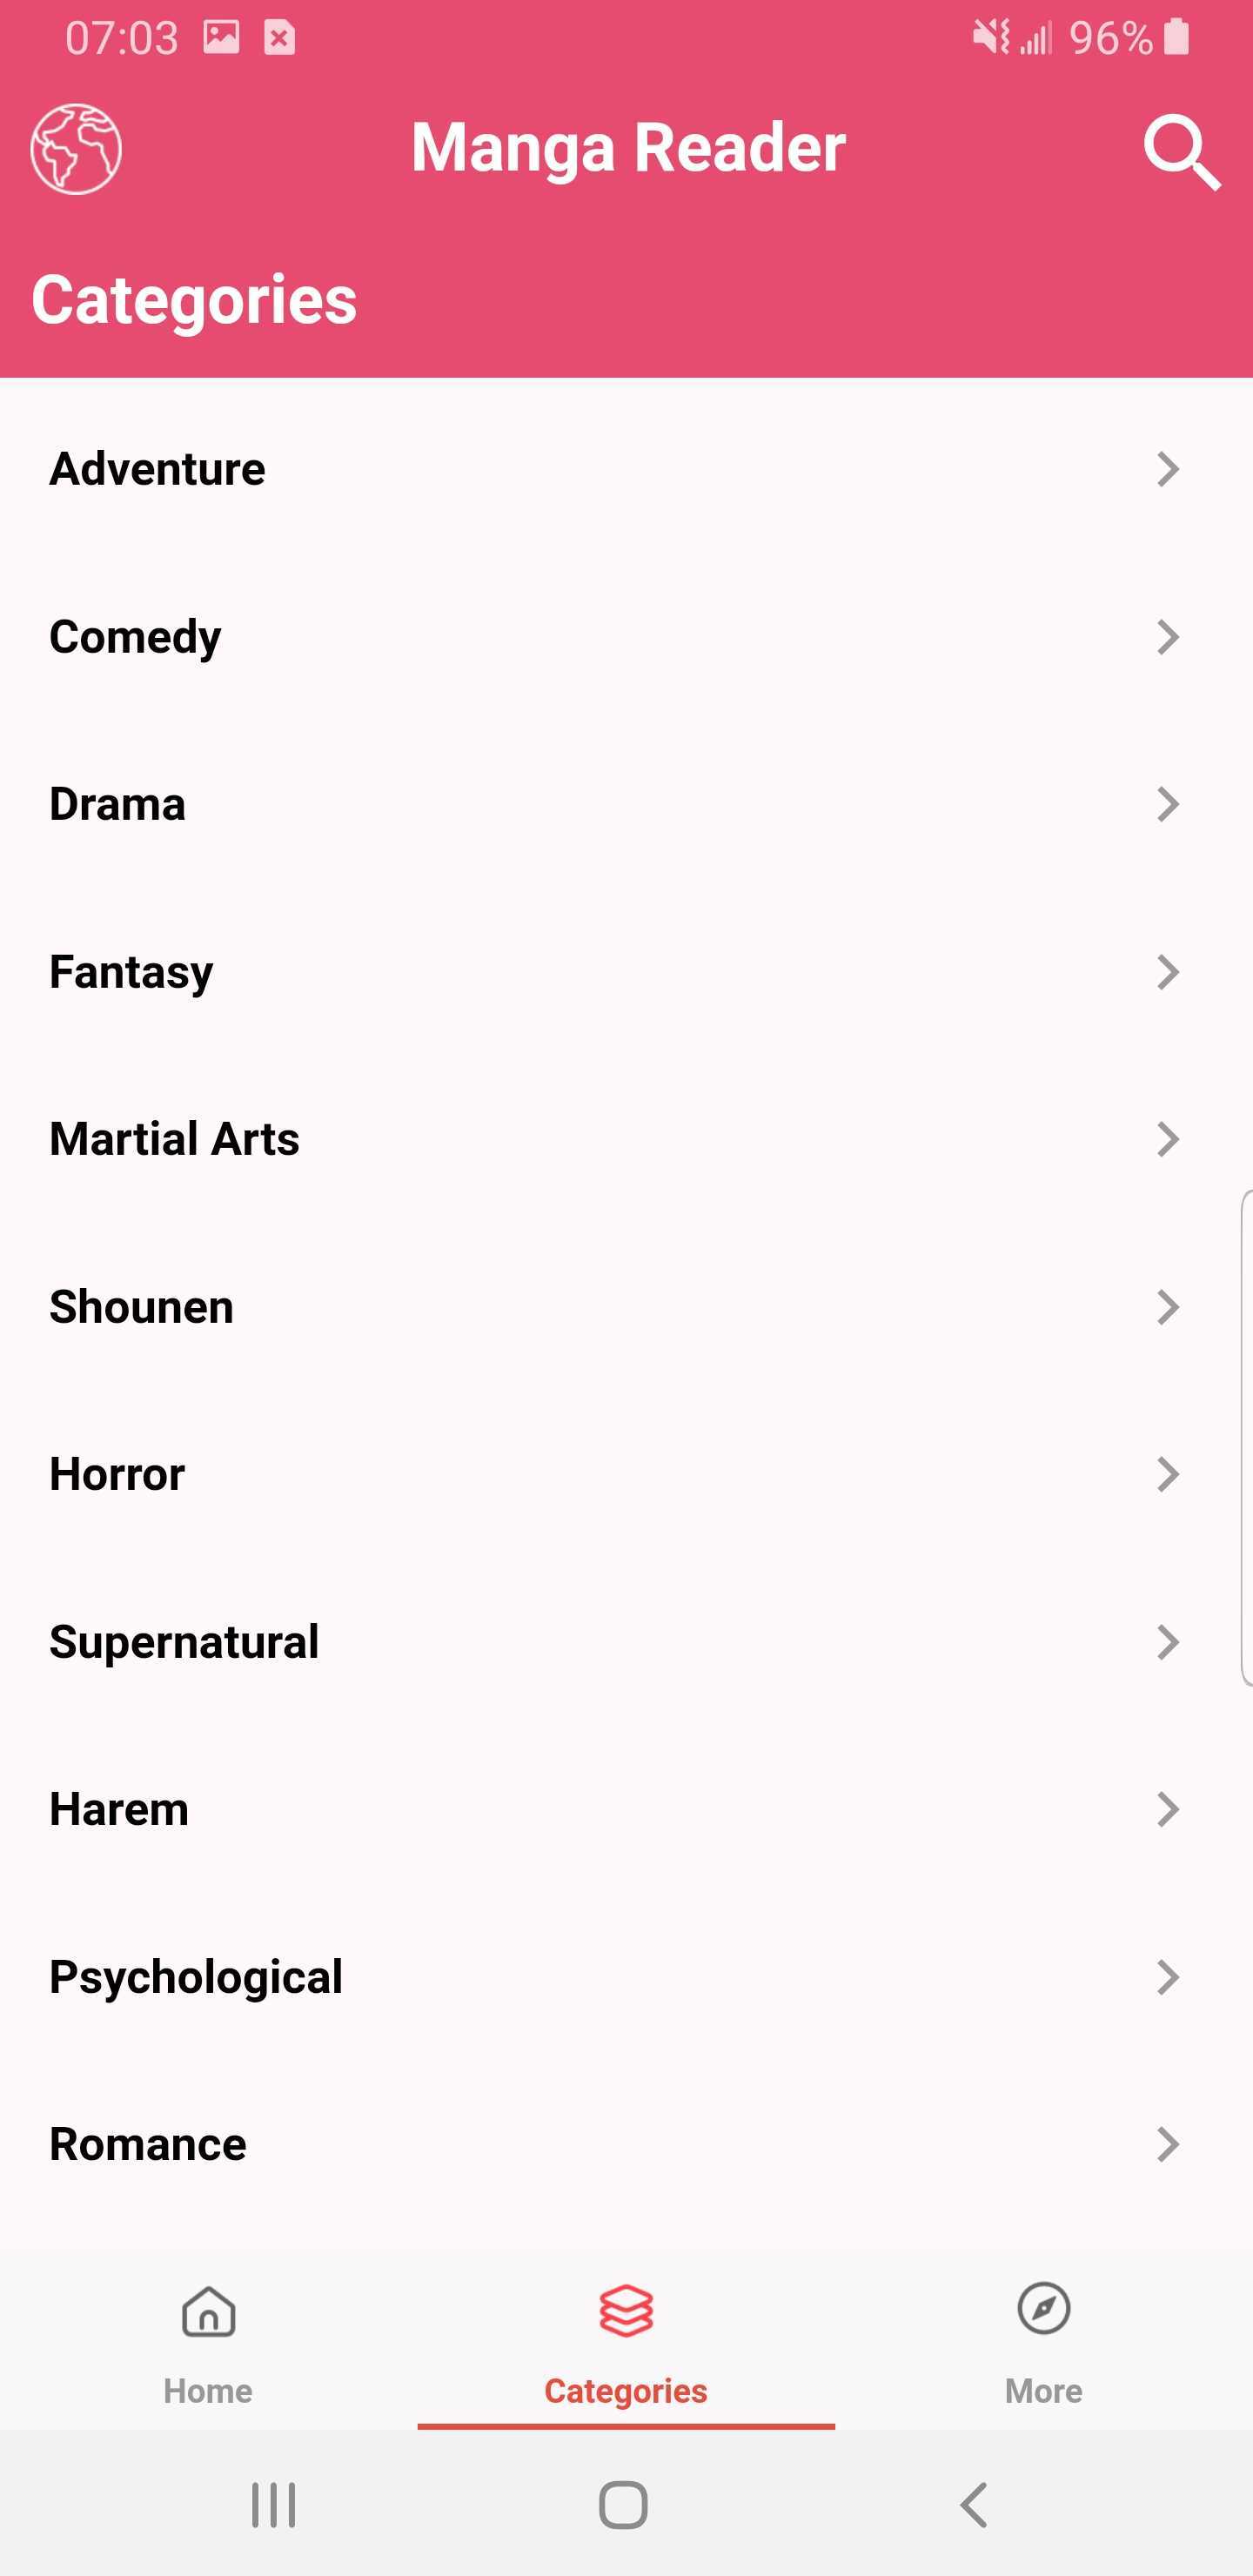 07:03 96%
Manga Reader
Categories
Adventure
Comedy
Drama
Fantasy
Martial Arts
Shounen
Horror
Supernatural
Harem
Psychological
Romance
Home Categories More